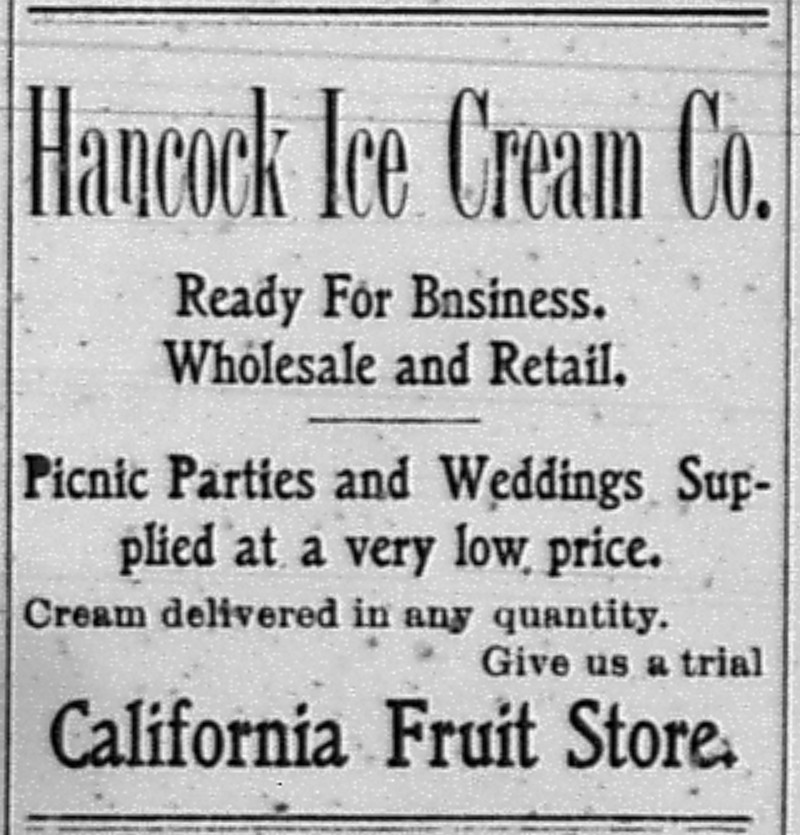 Hancock Ice Cream Co.
Ready For Bnsiness.
Wholesale and Retail.
Picnic Parties and Weddings Sup-
plied at a very low price.
Cream delivered in any quantity.
Give us a trial
California Fruit Store.